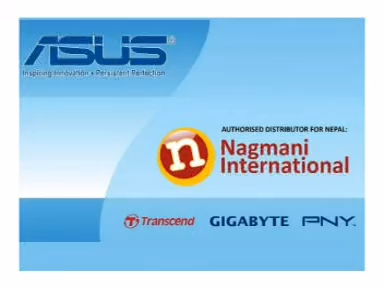 ASUS®
Inspiring Innovation • Persistent Perfection
AUTHORISED DISTRIBUTOR FOR NEPAL:
n
Nagmani
International
Transcend GIGABYTE PNY.